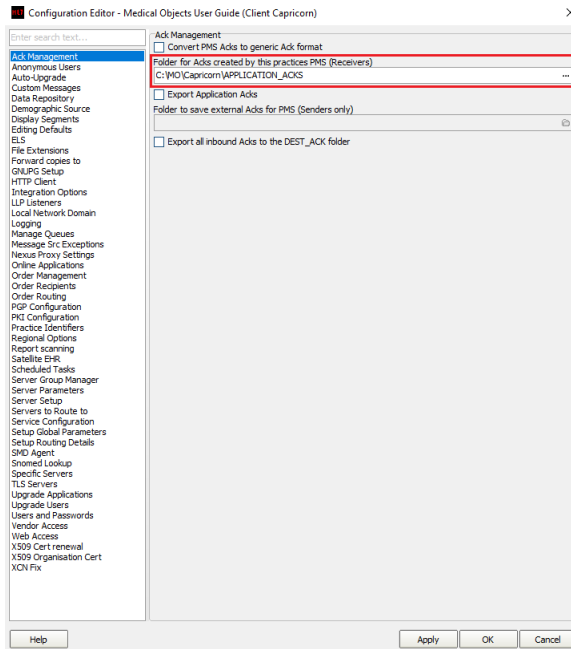 Configuration Editor - Medical Objects User Guide (Client Capricorn)
Enter search text...
Ack Management
Anonymous Users
Auto-Upgrade
Custom Messages
Data Repository
Demographic Source
Display Segments
Editing Defaults
ELS
File Extensions
Forward copies to
GNUPG Setup
HTTP Client
Integration Options
LLP Listeners
Local Network Domain
Logging
Manage Queues
Message Src Exceptions
Nexus Proxy Settings
Online Applications
Order Management
Order Recipients
Order Routing
PGP Configuration
PKI Configuration
Practice Identifiers
Regional Options
Report scanning
Satellite EHR
Scheduled Tasks
Server Group Manager
Server Parameters
Server Setup
Servers to Route to
Service Configuration
Setup Global Parameters
Setup Routing Details
SMD Agent
Snomed Lookup
Specific Servers
TLS Servers
Upgrade Applications
Upgrade Users
Users and Passwords
Vendor Access
Web Access
X509 Cert renewal
X509 Organisation Cert
XCN Fix
Ack Management
Convert PMS Acks to generic Ack format
Folder for Acks created by this practices PMS (Receivers)
C:\MO\Capricorn\APPLICATION_ACKS
...
Export Application Acks
Folder to save external Acks for PMS (Senders only)
Export all inbound Acks to the DEST_ACK folder
Help
Apply
OK
Cancel